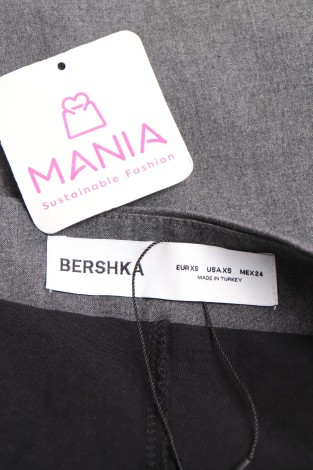 MANIA
Sustainable Fashion
BERSHKA
EUR XS USA XS MEX 24
MADE IN TURKEY